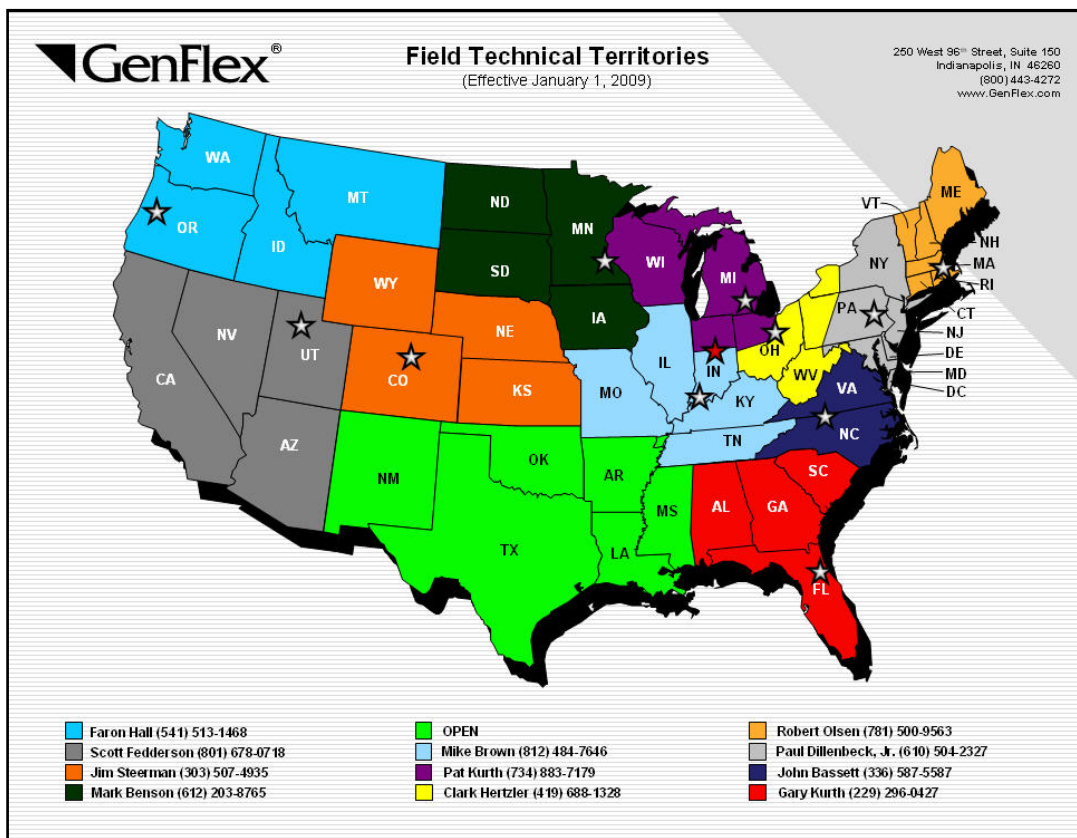 GenFlex®
Field Technical Territories
(Effective January 1, 2009)
250 West 96th Street, Suite 150
Indianapolis, IN 46260
(800) 443-4272
www.GenFlex.com
WA
MT
ND
MN
ME
VT
OR
ID
SD
WI
MI
NY
NH
MA
RI
WY
IA
PA
CT
NV
NE
NJ
UT
IL
IN
OH
DE
CA
CO
KS
MO
WV
VA
MD
DC
KY
AZ
TN
NC
NM
OK
AR
SC
MS
AL
GA
TX
LA
FL
Faron Hall (541) 513-1468
Scott Fedderson (801) 678-0718
Jim Steerman (303) 507-4935
Mark Benson (612) 203-8765
OPEN
Mike Brown (812) 484-7646
Pat Kurth (734) 883-7179
Clark Hertzler (419) 688-1328
Robert Olsen (781) 500-9563
Paul Dillenbeck, Jr. (610) 504-2327
John Bassett (336) 587-5587
Gary Kurth (229) 296-0427